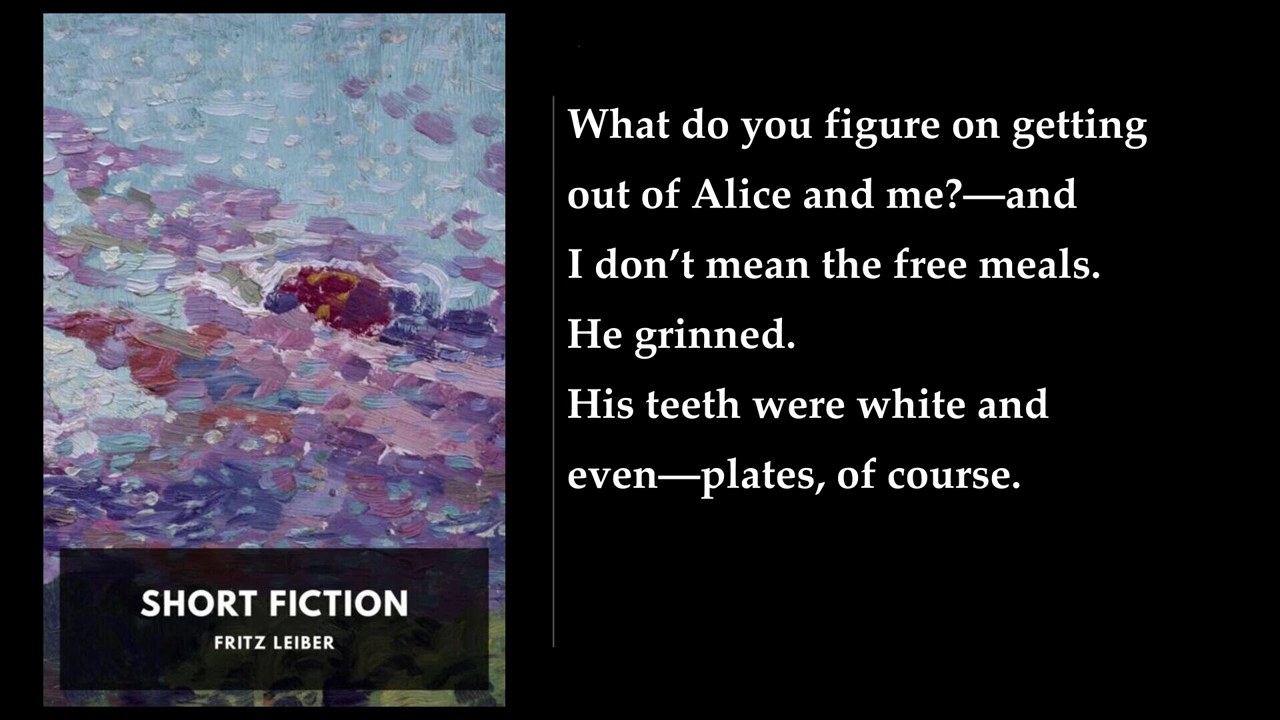 What do you figure on getting
out of Alice and me?—and
I don’t mean the free meals.
He grinned.
His teeth were white and
even—plates, of course.
SHORT FICTION
FRITZ LEIBER